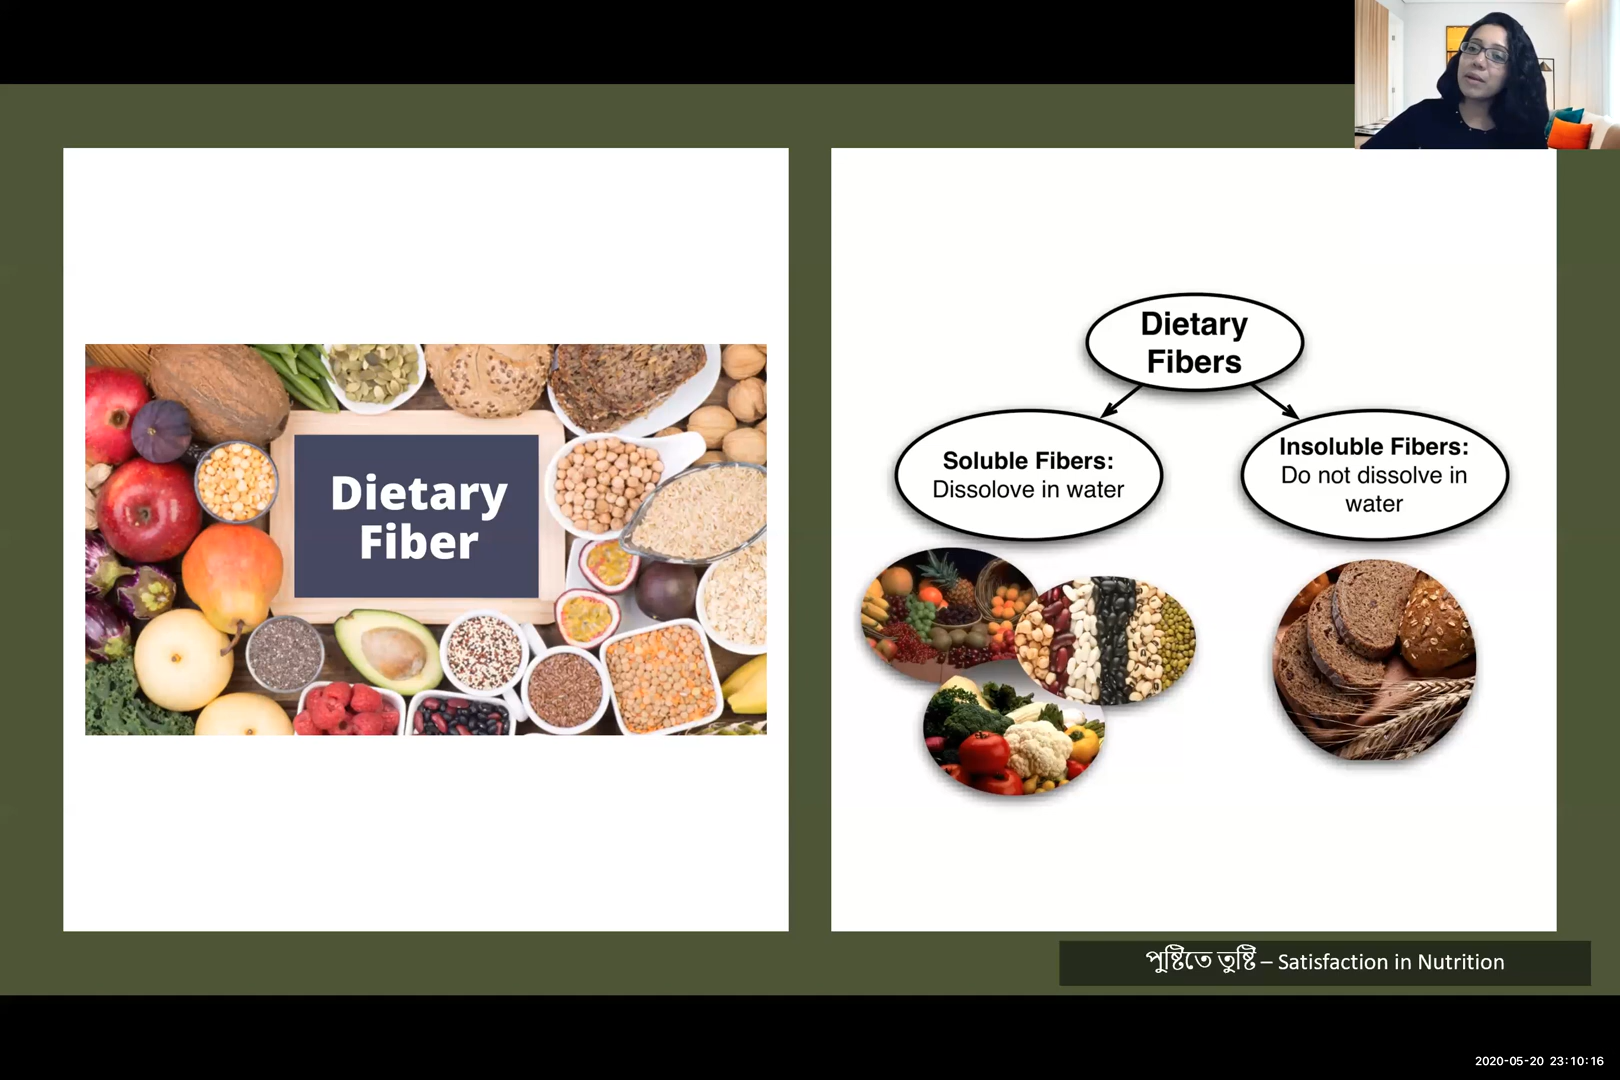 Dietary
Fiber
Dietary
Fibers
Soluble Fibers:
Dissolove in water
Insoluble Fibers:
Do not dissolve in
water
পুষ্টিতে তুষ্টি – Satisfaction in Nutrition
2020-05-20 23:10:16